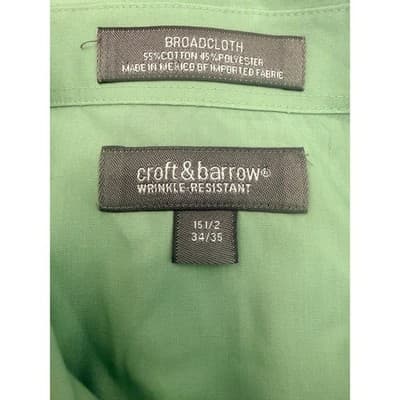 BROADCLOTH
55%COTTON 45%POLYESTER
MADE IN MEXICO OF IMPORTED FABRIC
croft&barrow®
WRINKLE-RESISTANT
15 1/2
34/35